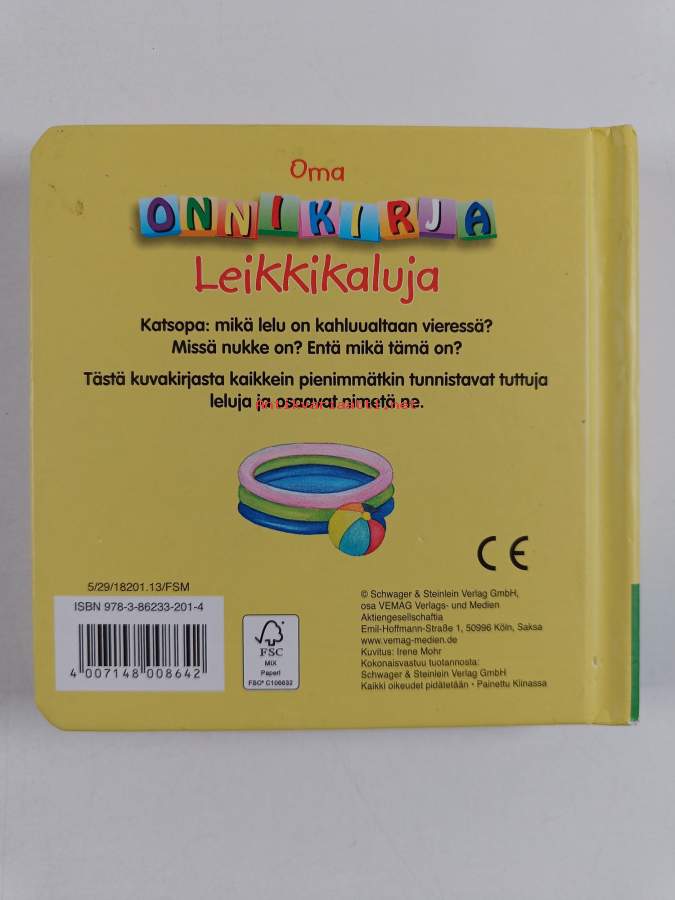 Oma
ONNIKIRJA
Leikkikaluja
Katsopa: mikä lelu on kahluualtaan vieressä?
Missä nukke on? Entä mikä tämä on?
Tästä kuvakirjasta kaikkein pienimmätkin tunnistavat tuttuja
leluja ja osaavat nimetä ne.
Antikvariaatti.net
CE
5/29/18201.13/FSM
ISBN 978-3-86233-201-4
4 007148 008642
FSC
MIX
Paperi
FSC® C106632
© Schwager & Steinlein Verlag GmbH,
osa VEMAG Verlags- und Medien
Aktiengesellschaftia
Emil-Hoffmann-Straße 1, 50996 Köln, Saksa
www.vemag-medien.de
Kuvitus: Irene Mohr
Kokonaisvastuu tuotannosta:
Schwager & Steinlein Verlag GmbH
Kaikki oikeudet pidätetään • Painettu Kiinassa